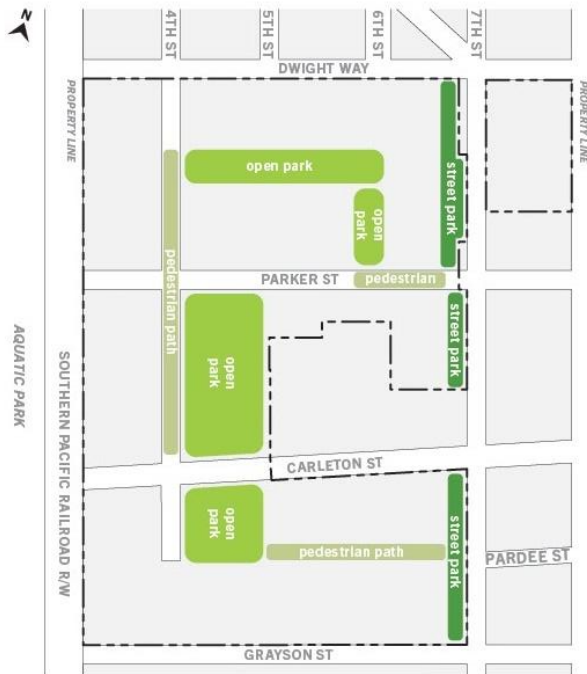 N
4TH ST
5TH ST
6TH ST
7TH ST
DWIGHT WAY
PROPERTY LINE
PROPERTY LINE
open park
street park
open
park
pedestrian path
PARKER ST
pedestrian
open
park
street park
AQUATIC PARK
SOUTHERN PACIFIC RAILROAD R/W
CARLETON ST
open
park
street park
pedestrian path
PARDEE ST
GRAYSON ST